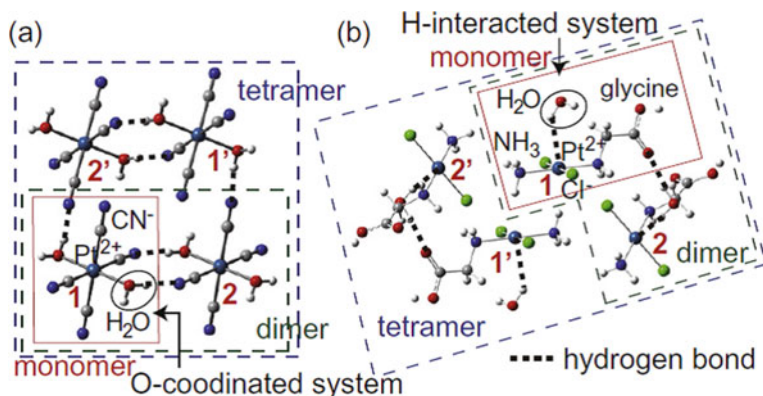 (a)
tetramer
2'
1'
CN-
Pt2+
1
2
H2O
dimer
monomer
O-coodinated system
(b)
H-interacted system
monomer
H2O
glycine
NH3
Pt2+
1
Cl-
2'
2
1'
dimer
tetramer
hydrogen bond